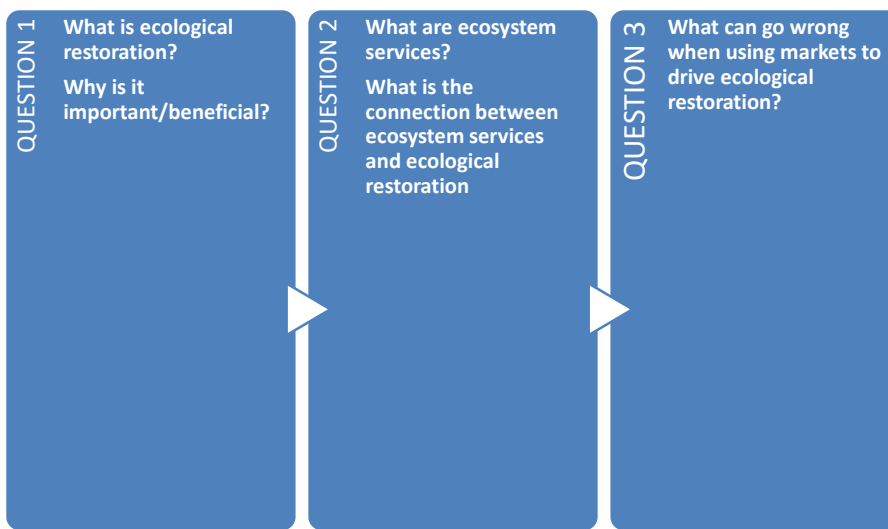 QUESTION 1
What is ecological
restoration?
Why is it
important/beneficial?
QUESTION 2
What are ecosystem
services?
What is the
connection between
ecosystem services
and ecological
restoration
QUESTION 3
What can go wrong
when using markets to
drive ecological
restoration?